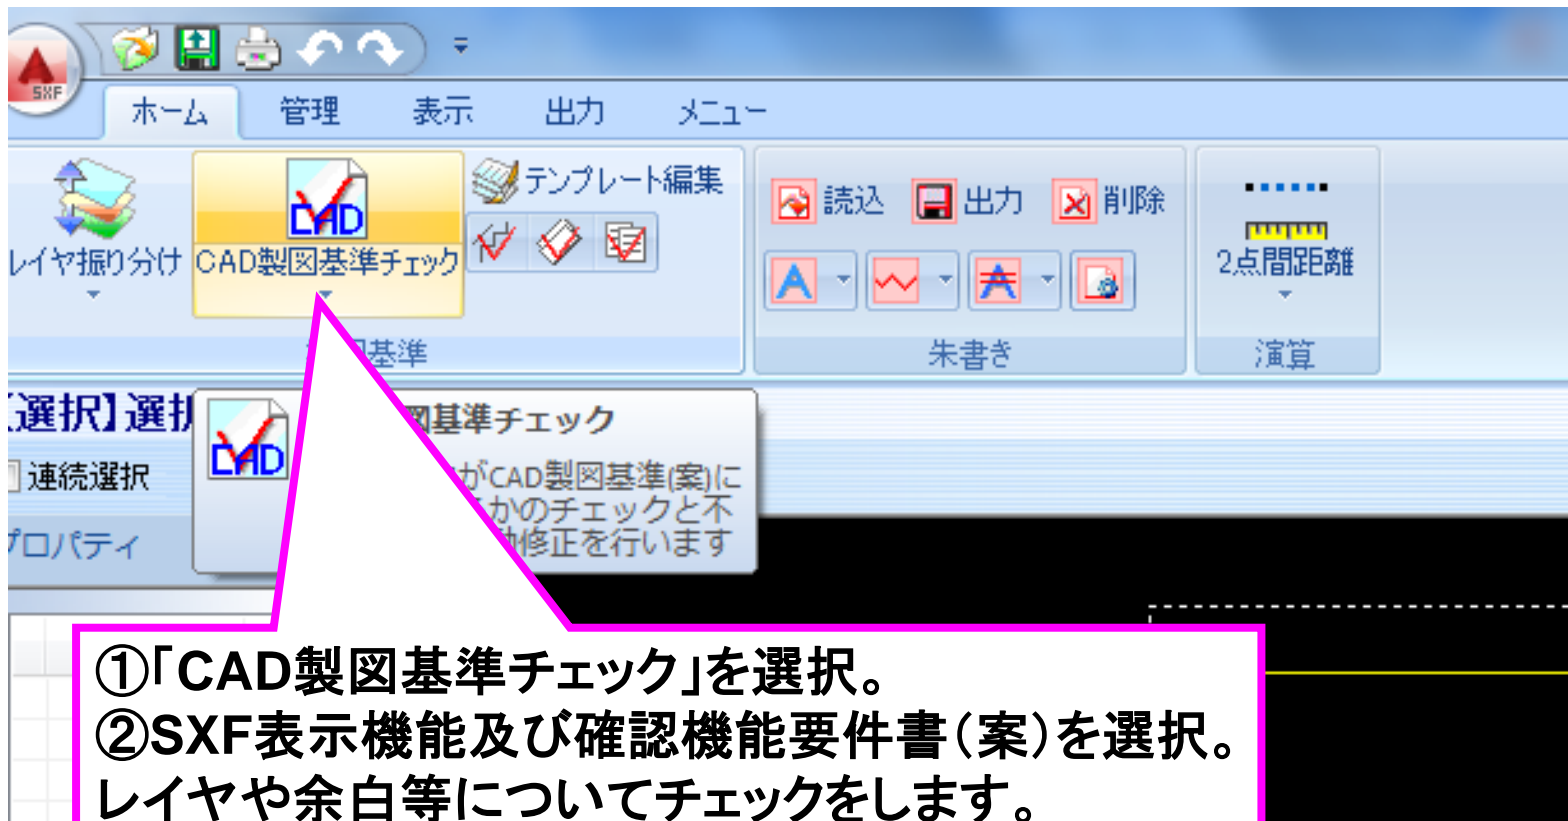 SXF
ホーム 管理 表示 出力 メニュー
テンプレート編集
読込 出力 削除
レイヤ振り分け CAD製図基準チェック
2点間距離
基準 朱書き 演算
【選択】選択
図基準チェック
連続選択
CAD
がCAD製図基準(案)に
かのチェックと不
修正を行います
プロパティ
①「CAD製図基準チェック」を選択。
②SXF表示機能及び確認機能要件書（案）を選択。
レイヤや余白等についてチェックをします。